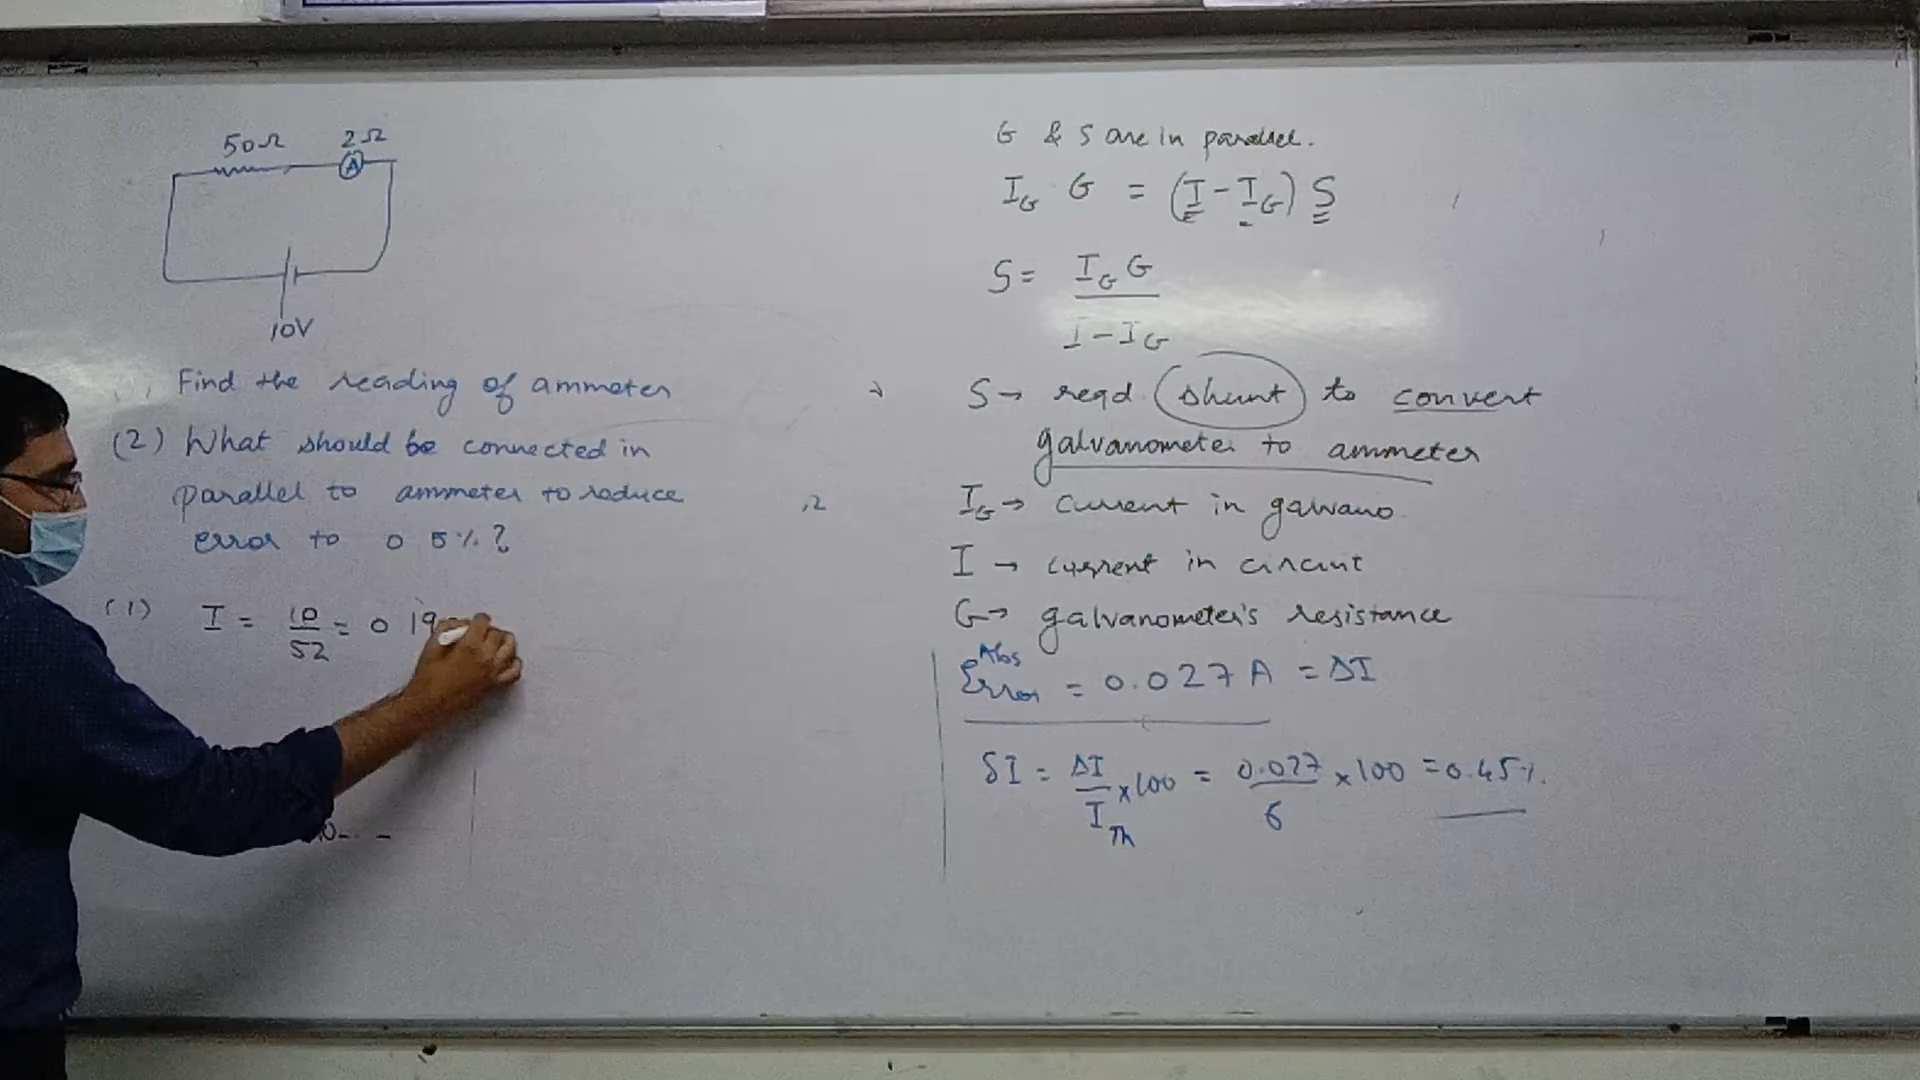 50Ω 2Ω
A
10V
Find the reading of ammeter
(2) What should be connected in
parallel to ammeter to reduce
error to 0 5%?
(1) I = 10/52 = 0 19
G & S are in parallel.
I_G G = (I - I_G) S
S = I_G G / I - I_G
S → reqd. shunt to convert
galvanometer to ammeter
I_G → current in galvano
I → current in circuit
G → galvanometer's resistance
Abs
Error = 0.027 A = ΔI
δI = ΔI/I_Th × 100 = 0.027/6 × 100 = 0.45%.